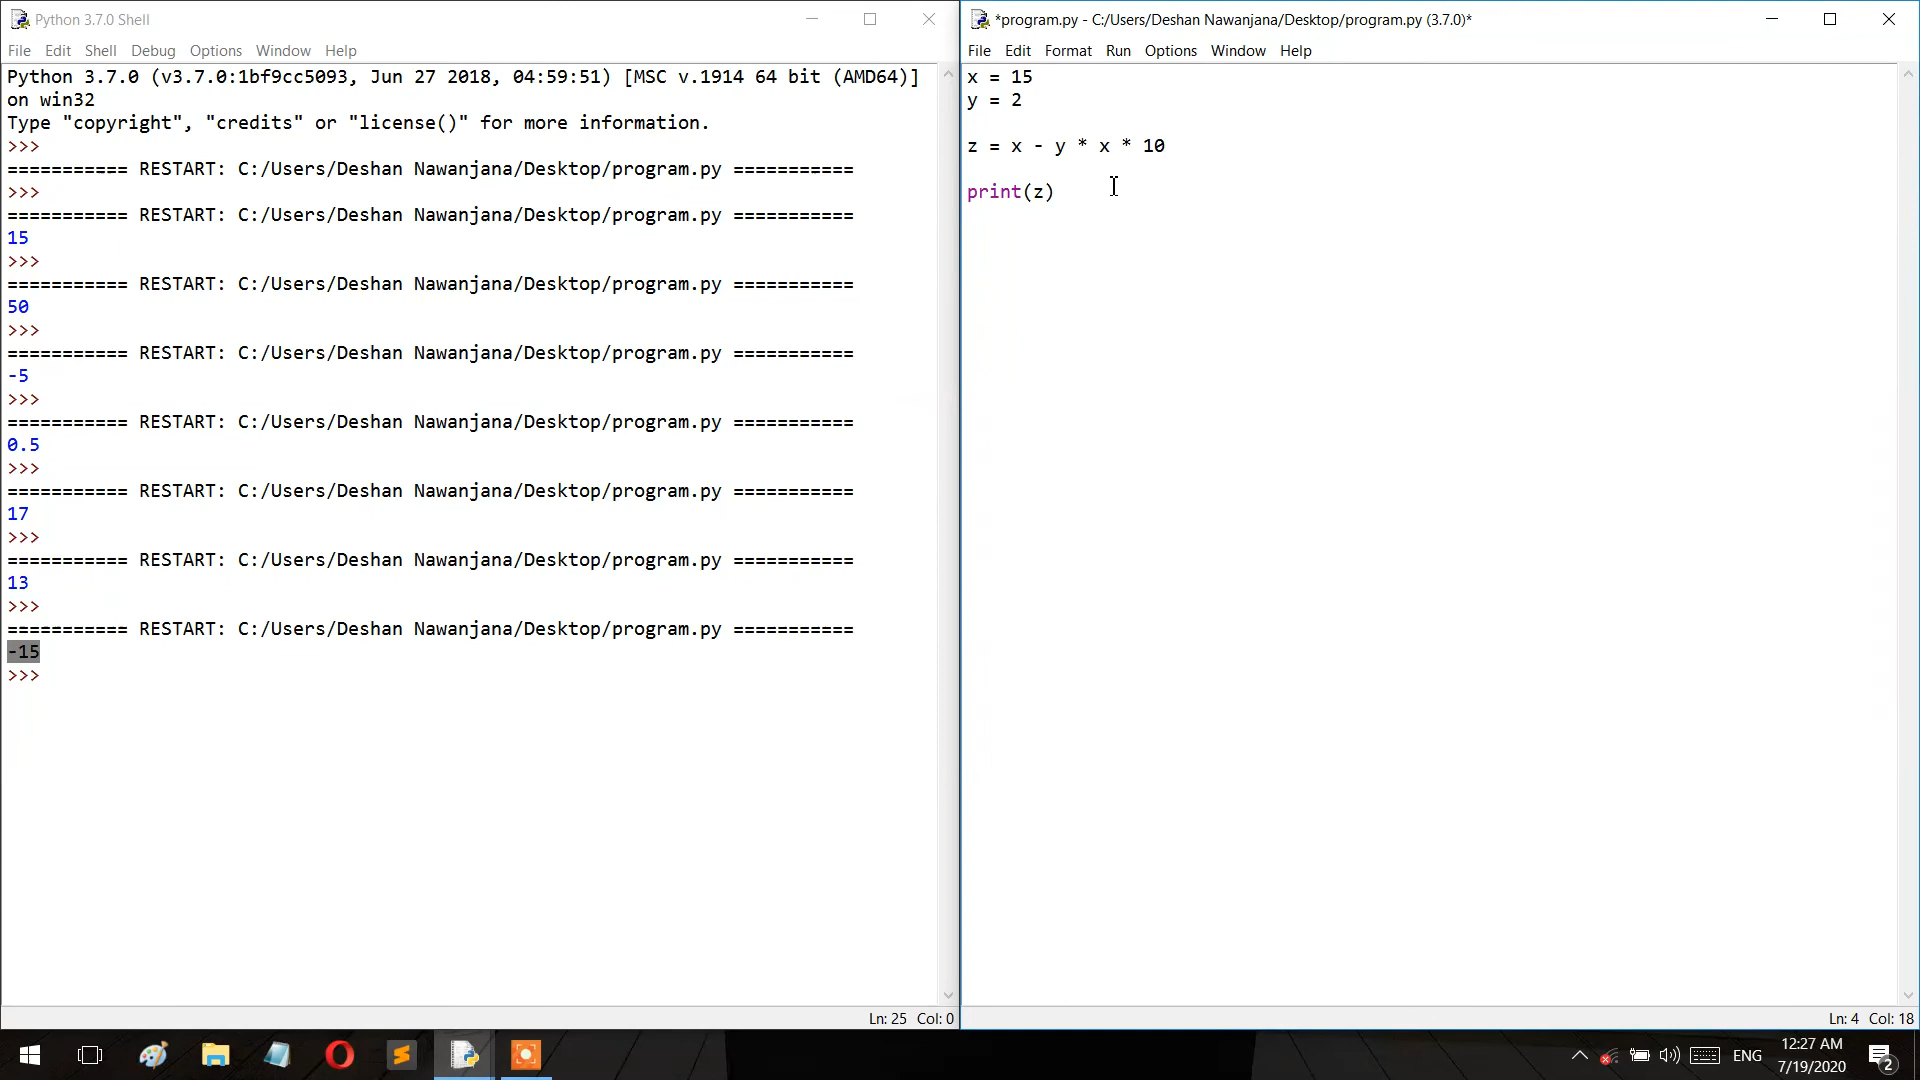 Python 3.7.0 Shell
File Edit Shell Debug Options Window Help
Python 3.7.0 (v3.7.0:1bf9cc5093, Jun 27 2018, 04:59:51) [MSC v.1914 64 bit (AMD64)]
on win32
Type "copyright", "credits" or "license()" for more information.
>>>
=========== RESTART: C:/Users/Deshan Nawanjana/Desktop/program.py ===========
>>>
=========== RESTART: C:/Users/Deshan Nawanjana/Desktop/program.py ===========
15
>>>
=========== RESTART: C:/Users/Deshan Nawanjana/Desktop/program.py ===========
50
>>>
=========== RESTART: C:/Users/Deshan Nawanjana/Desktop/program.py ===========
-5
>>>
=========== RESTART: C:/Users/Deshan Nawanjana/Desktop/program.py ===========
0.5
>>>
=========== RESTART: C:/Users/Deshan Nawanjana/Desktop/program.py ===========
17
>>>
=========== RESTART: C:/Users/Deshan Nawanjana/Desktop/program.py ===========
13
>>>
=========== RESTART: C:/Users/Deshan Nawanjana/Desktop/program.py ===========
-15
>>>
Ln: 25 Col: 0
*program.py - C:/Users/Deshan Nawanjana/Desktop/program.py (3.7.0)*
File Edit Format Run Options Window Help
x = 15
y = 2
z = x - y * x * 10
print(z)
Ln: 4 Col: 18
ENG
12:27 AM
7/19/2020
2